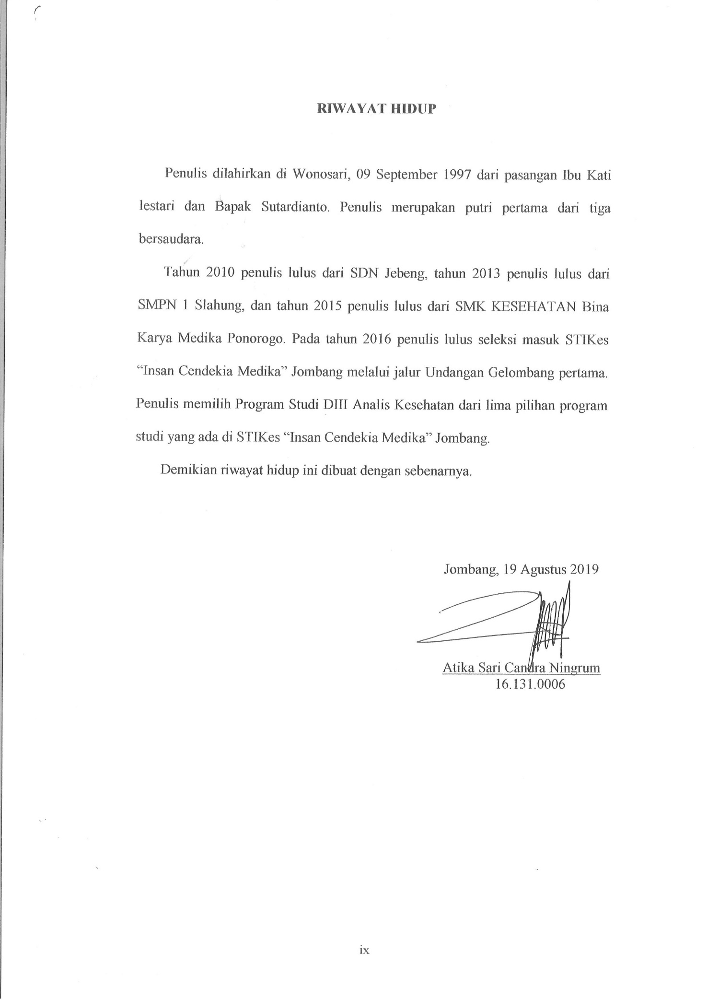 RIWAYAT HIDUP
Penulis dilahirkan di Wonosari, 09 September 1997 dari pasangan Ibu Kati
lestari dan Bapak Sutardianto. Penulis merupakan putri pertama dari tiga
bersaudara.
Tahun 2010 penulis lulus dari SDN Jebeng, tahun 2013 penulis lulus dari
SMPN 1 Slahung, dan tahun 2015 penulis lulus dari SMK KESEHATAN Bina
Karya Medika Ponorogo. Pada tahun 2016 penulis lulus seleksi masuk STIKes
“Insan Cendekia Medika” Jombang melalui jalur Undangan Gelombang pertama.
Penulis memilih Program Studi DIII Analis Kesehatan dari lima pilihan program
studi yang ada di STIKes “Insan Cendekia Medika” Jombang.
Demikian riwayat hidup ini dibuat dengan sebenarnya.
Jombang, 19 Agustus 2019
Atika Sari Candra Ningrum
16.131.0006
ix